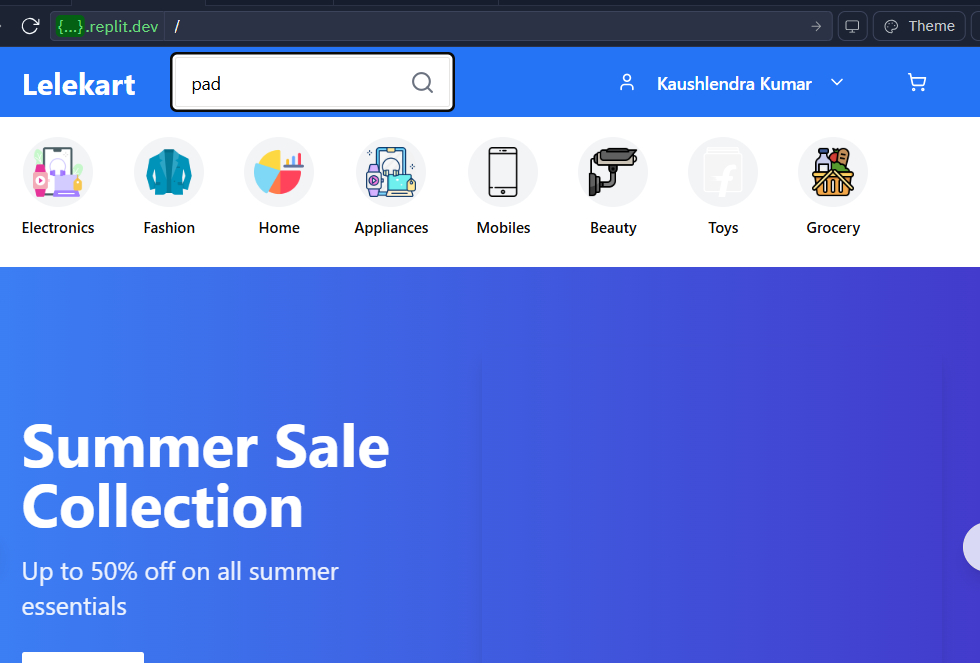 {...}.replit.dev /
Theme
Lelekart
pad
Kaushlendra Kumar
Electronics
Fashion
Home
Appliances
Mobiles
Beauty
Toys
Grocery
Summer Sale
Collection
Up to 50% off on all summer
essentials